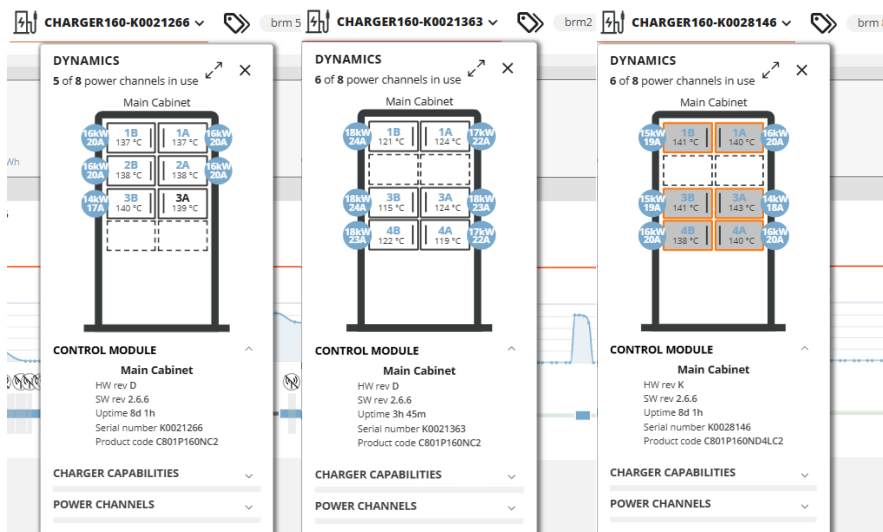 CHARGER160-K0021266
brm 5
DYNAMICS
5 of 8 power channels in use
Main Cabinet
16kW 20A
1B 137 °C
1A 137 °C
16kW 20A
16kW 20A
2B 138 °C
2A 138 °C
16kW 20A
14kW 17A
3B 140 °C
3A 139 °C
Wh
CONTROL MODULE
Main Cabinet
HW rev D
SW rev 2.6.6
Uptime 8d 1h
Serial number K0021266
Product code C801P160NC2
CHARGER CAPABILITIES
POWER CHANNELS
CHARGER160-K0021363
brm2
DYNAMICS
6 of 8 power channels in use
Main Cabinet
18kW 24A
1B 121 °C
1A 124 °C
17kW 22A
18kW 24A
3B 115 °C
3A 124 °C
18kW 23A
18kW 23A
4B 122 °C
4A 119 °C
17kW 22A
CONTROL MODULE
Main Cabinet
HW rev D
SW rev 2.6.6
Uptime 3h 45m
Serial number K0021363
Product code C801P160NC2
CHARGER CAPABILITIES
POWER CHANNELS
CHARGER160-K0028146
brm
DYNAMICS
6 of 8 power channels in use
Main Cabinet
15kW 19A
1B 141 °C
1A 140 °C
16kW 20A
15kW 19A
3B 141 °C
3A 143 °C
14kW 18A
16kW 20A
4B 138 °C
4A 140 °C
16kW 20A
CONTROL MODULE
Main Cabinet
HW rev K
SW rev 2.6.6
Uptime 8d 1h
Serial number K0028146
Product code C801P160ND4LC2
CHARGER CAPABILITIES
POWER CHANNELS